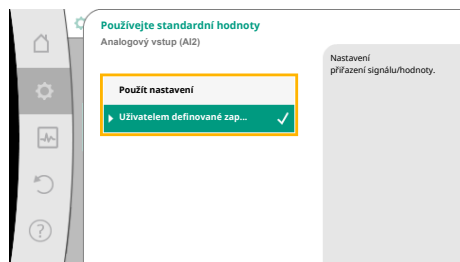 Používejte standardní hodnoty
Analogový vstup (AI2)
Nastavení
přiřazení signálu/hodnoty.
Použít nastavení
Uživatelem definované zap...
?